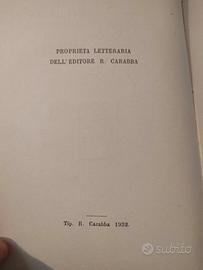 PROPRIETÀ LETTERARIA
DELL'EDITORE R. CARABBA
Tip. R. Carabba 1932.
subito